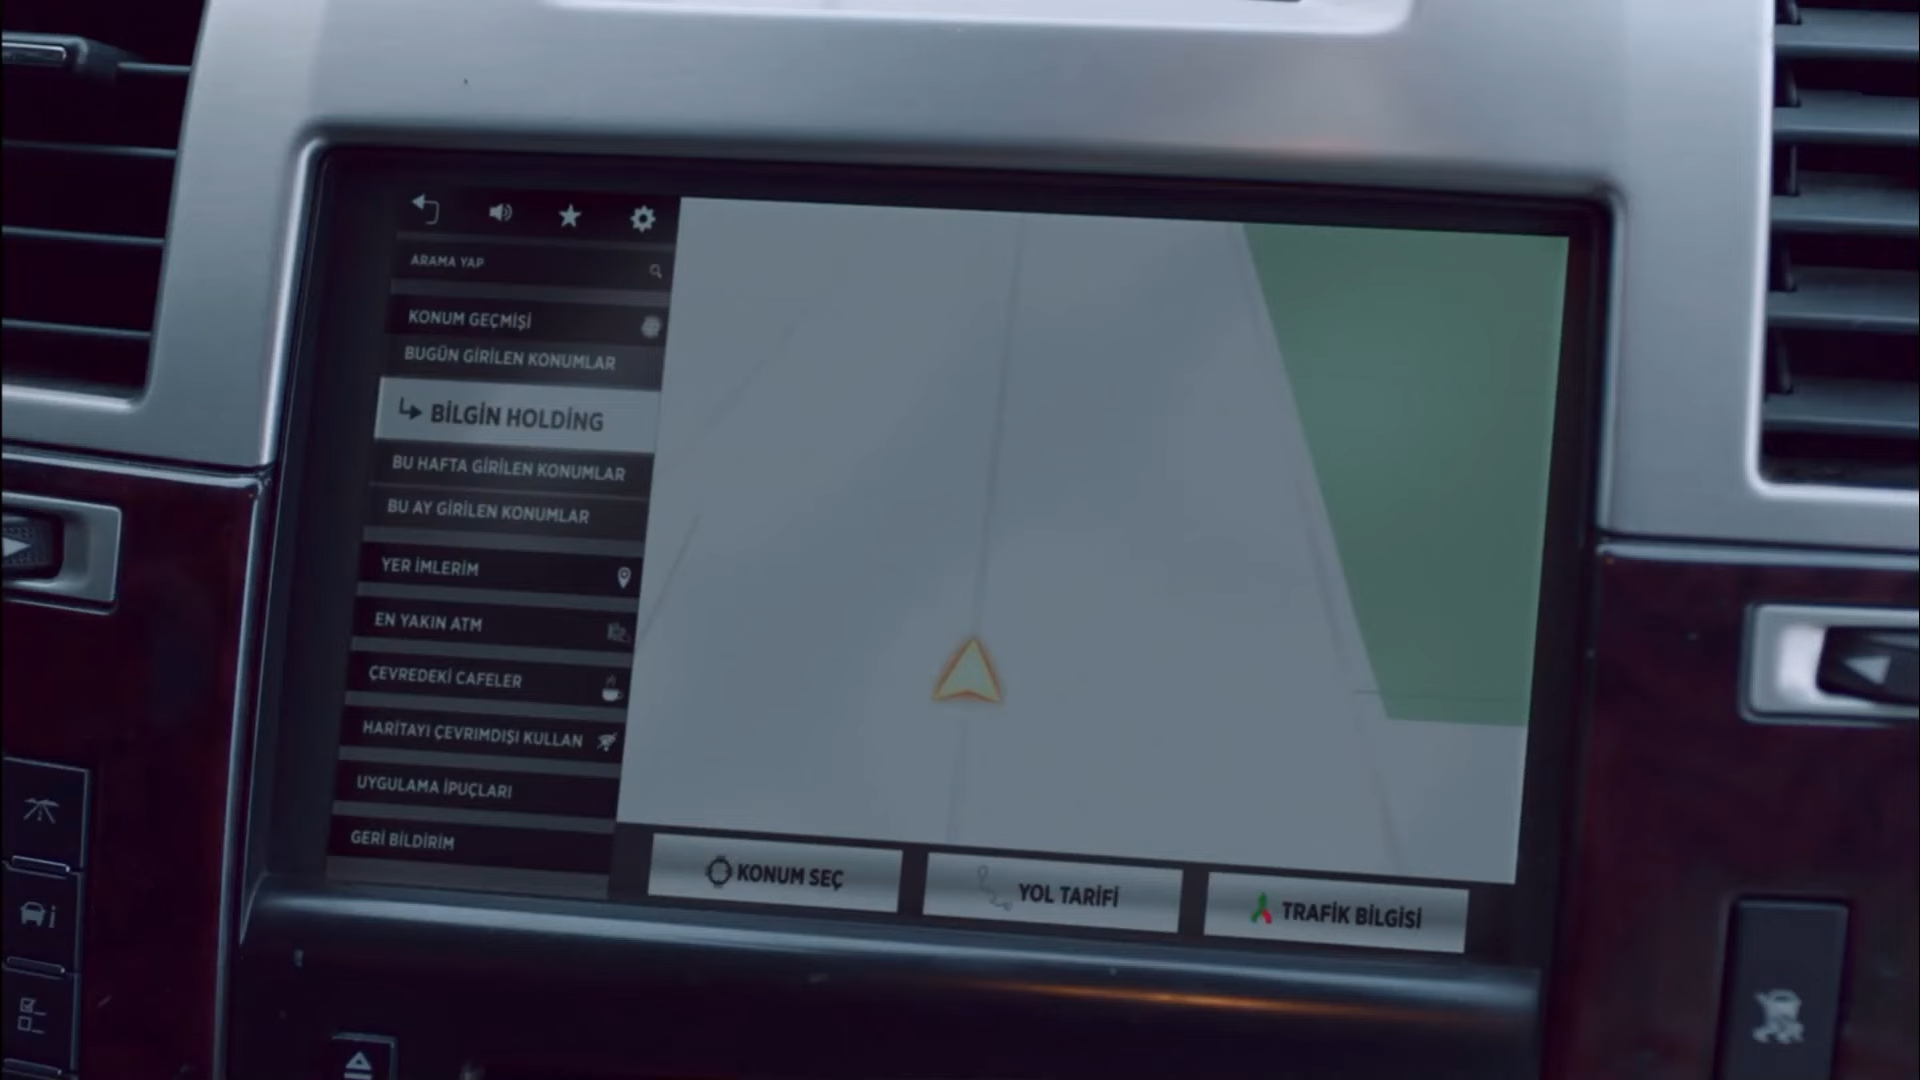 ARAMA YAP
KONUM GEÇMİŞİ
BUGÜN GİRİLEN KONUMLAR
BİLGİN HOLDİNG
BU HAFTA GİRİLEN KONUMLAR
BU AY GİRİLEN KONUMLAR
YER İMLERİM
EN YAKIN ATM
ÇEVREDEKİ CAFELER
HARİTAYI ÇEVRIMDIŞI KULLAN
UYGULAMA İPUÇLARI
GERİ BİLDİRİM
KONUM SEÇ
YOL TARİFİ
TRAFİK BİLGİSİ
i